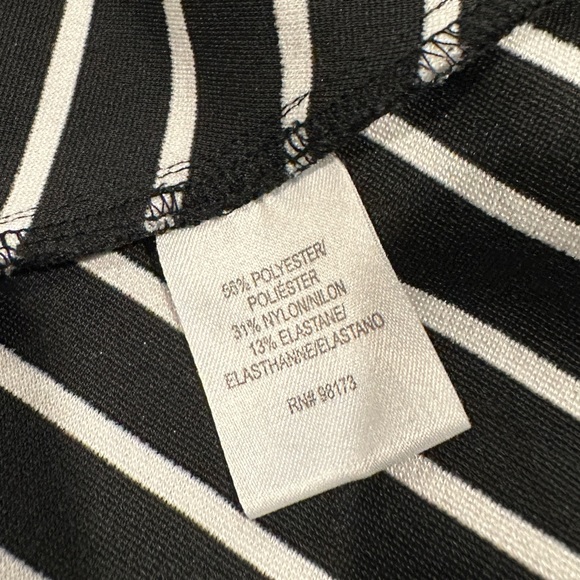 56% POLYESTER/
POLIÉSTER
31% NYLON/NILON
13% ELASTANE/
ELASTHANNE/ELASTANO
RN# 98173